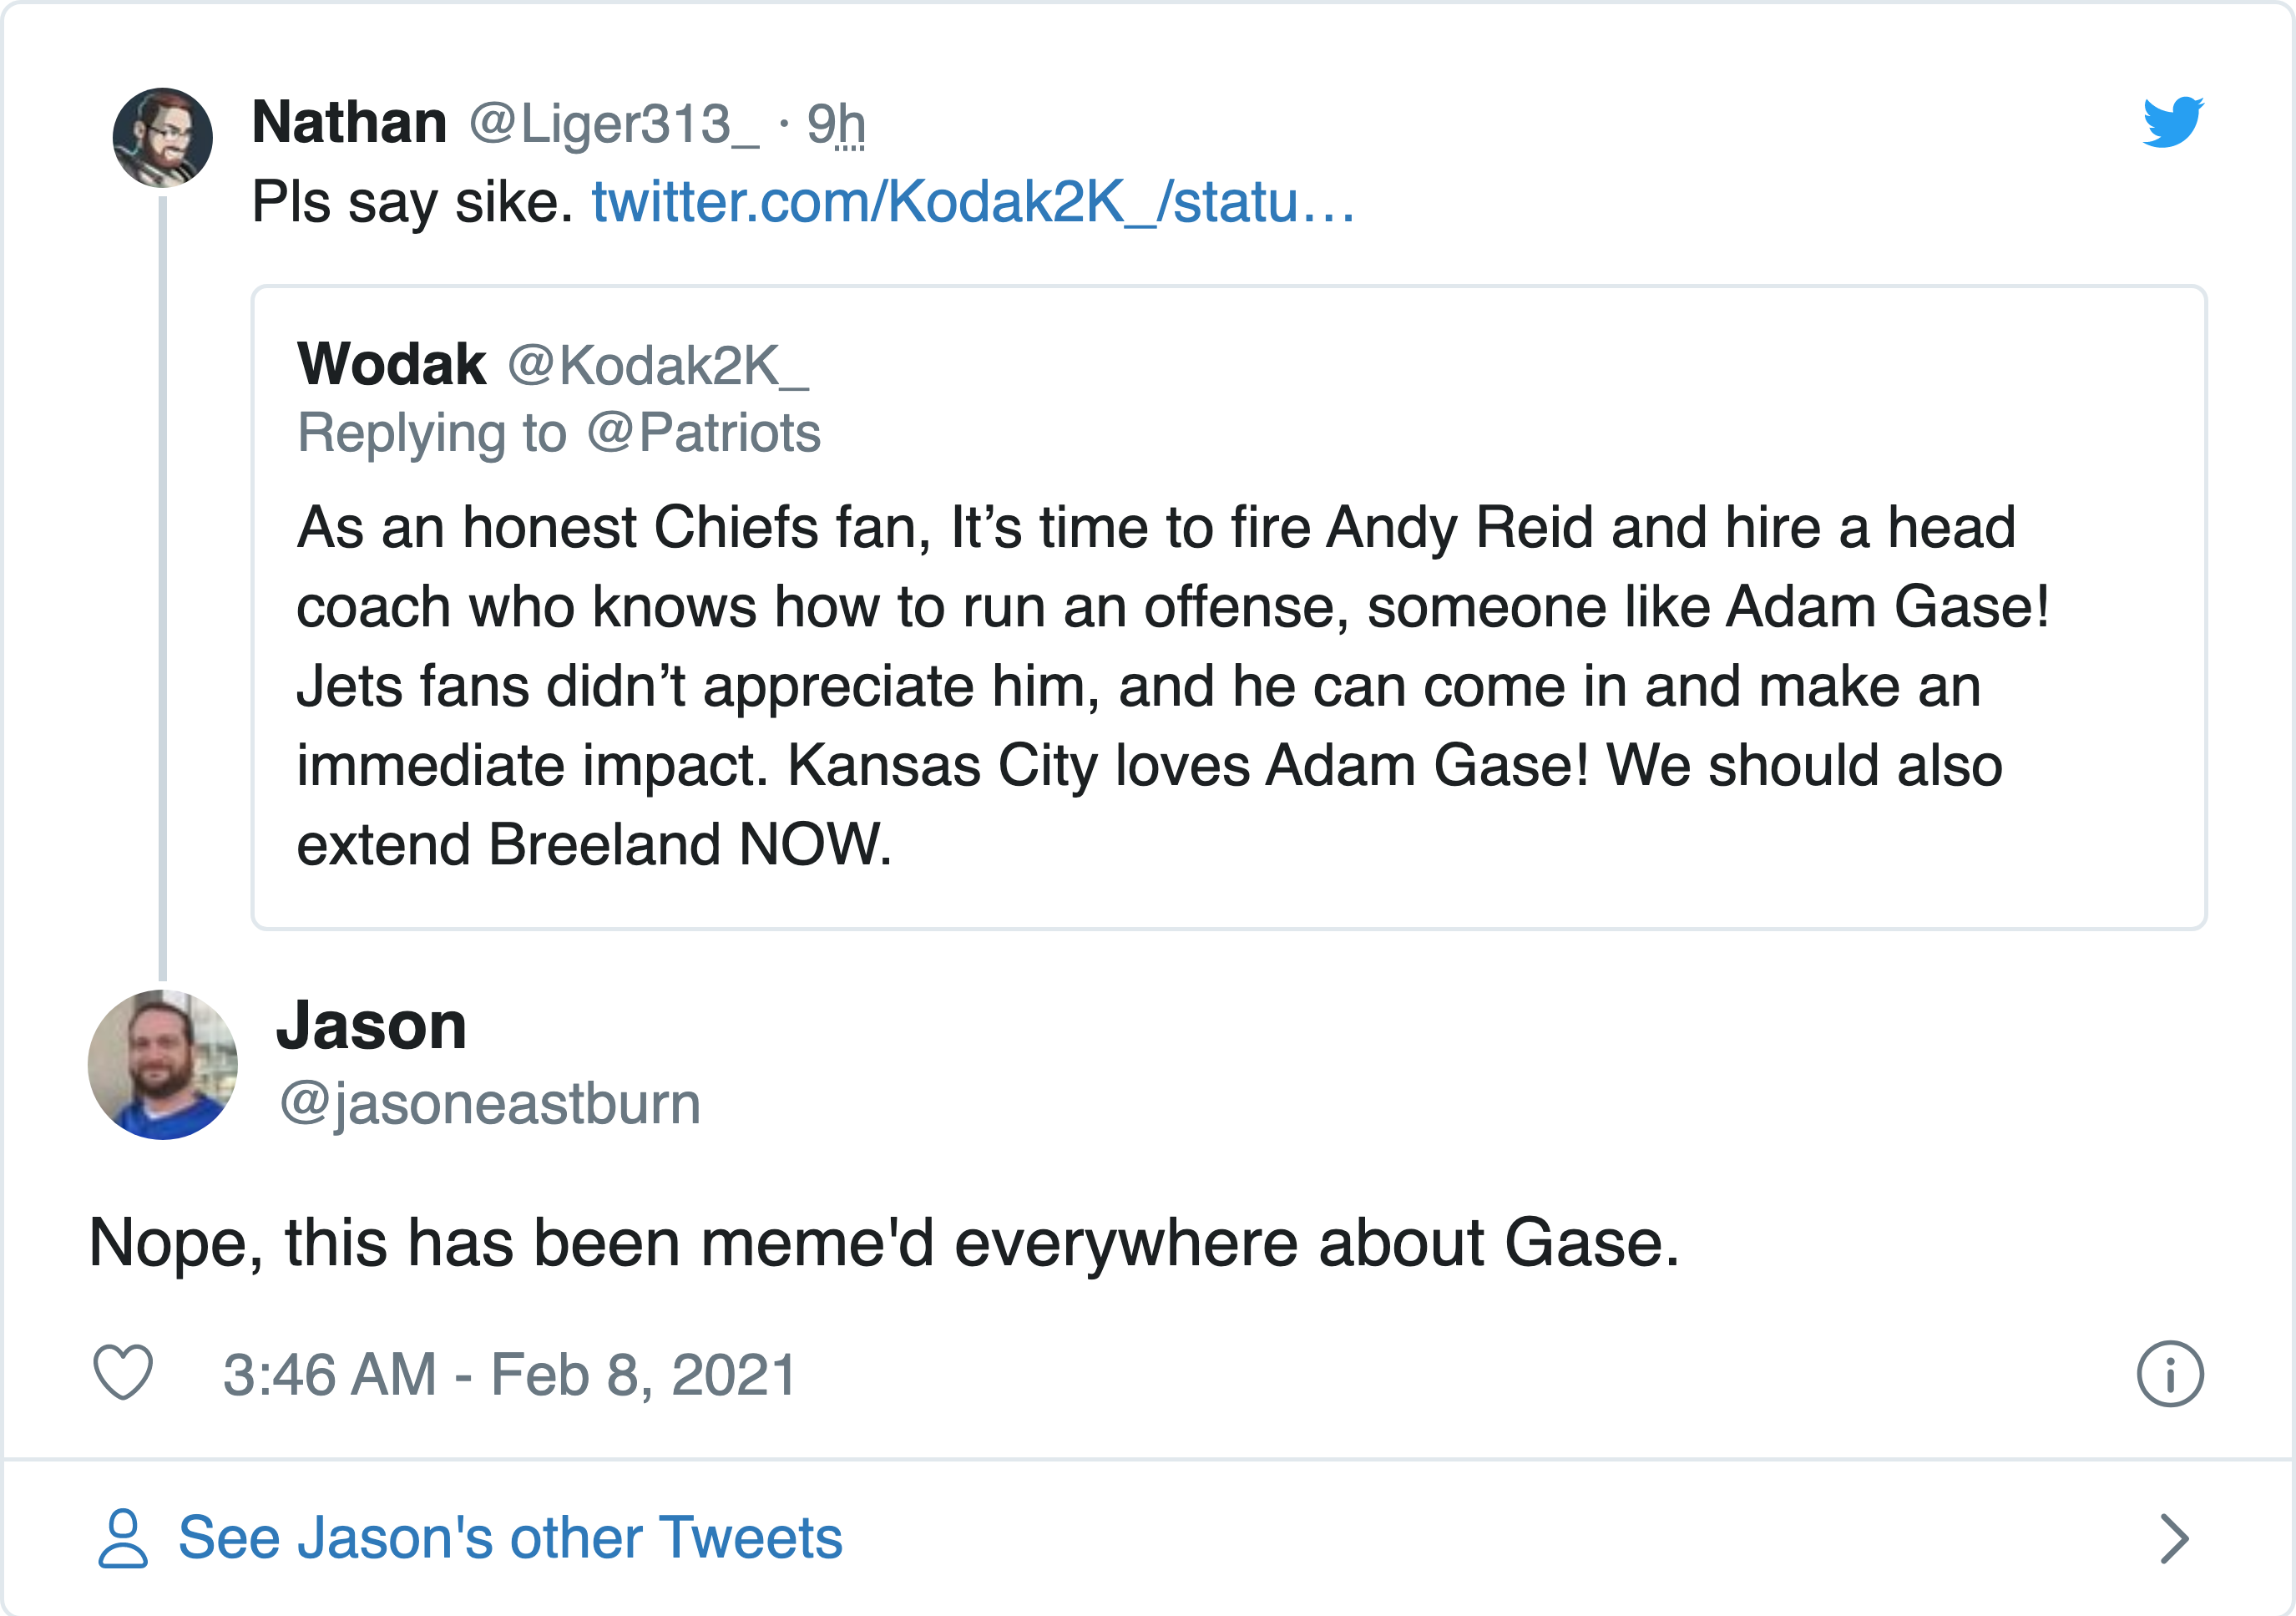 Nathan @Liger313_ · 9h
Pls say sike. twitter.com/Kodak2K_/statu…
Wodak @Kodak2K_
Replying to @Patriots
As an honest Chiefs fan, It’s time to fire Andy Reid and hire a head
coach who knows how to run an offense, someone like Adam Gase!
Jets fans didn’t appreciate him, and he can come in and make an
immediate impact. Kansas City loves Adam Gase! We should also
extend Breeland NOW.
Jason
@jasoneastburn
Nope, this has been meme'd everywhere about Gase.
3:46 AM - Feb 8, 2021
See Jason's other Tweets